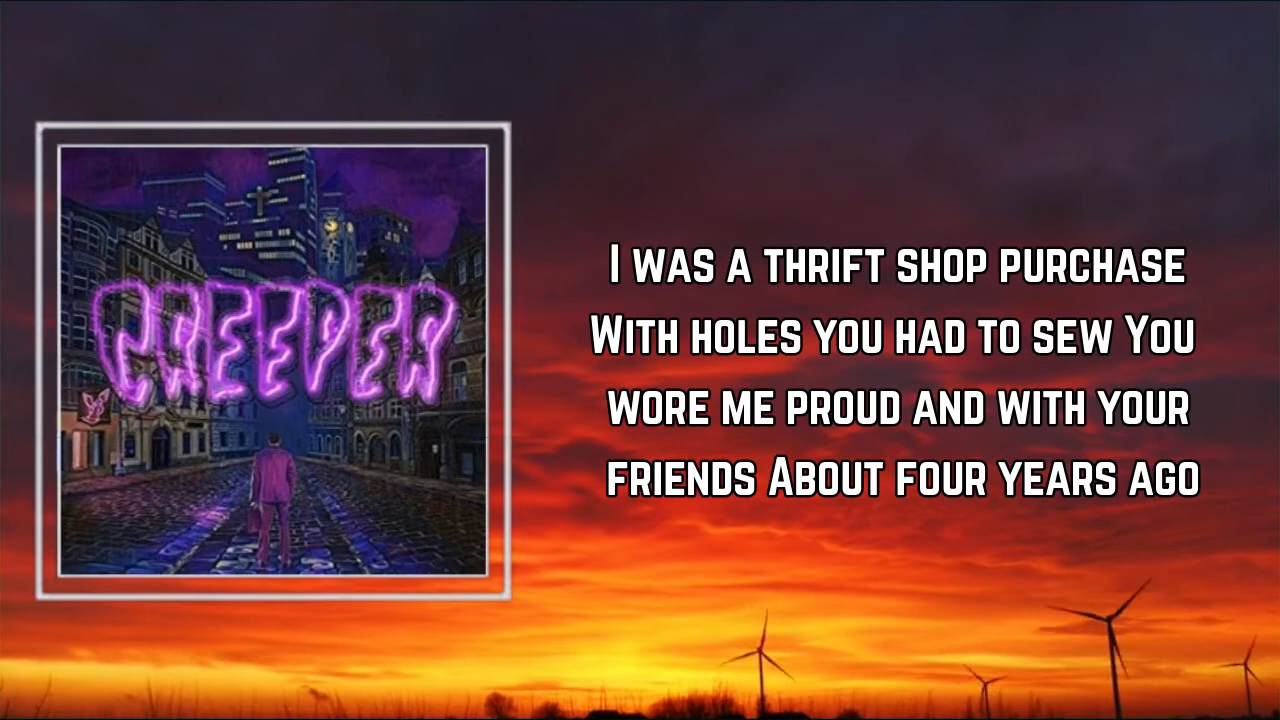 CREEPER
I WAS A THRIFT SHOP PURCHASE
WITH HOLES YOU HAD TO SEW YOU
WORE ME PROUD AND WITH YOUR
FRIENDS ABOUT FOUR YEARS AGO